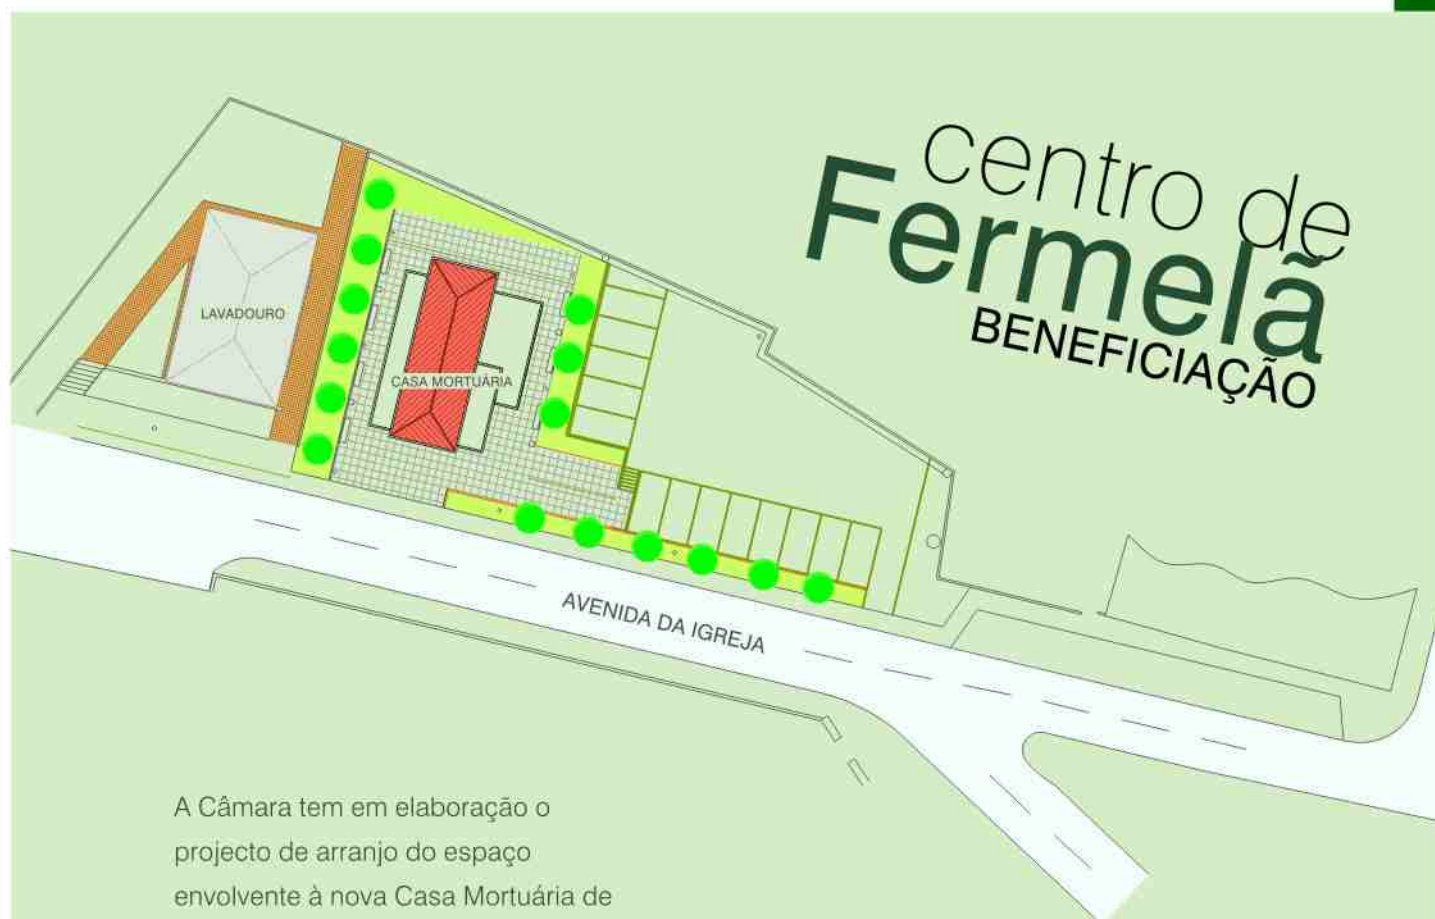 centro de
Fermelã
BENEFICIAÇÃO
LAVADOURO
CASA MORTUÁRIA
AVENIDA DA IGREJA
A Câmara tem em elaboração o
projecto de arranjo do espaço
envolvente à nova Casa Mortuária de